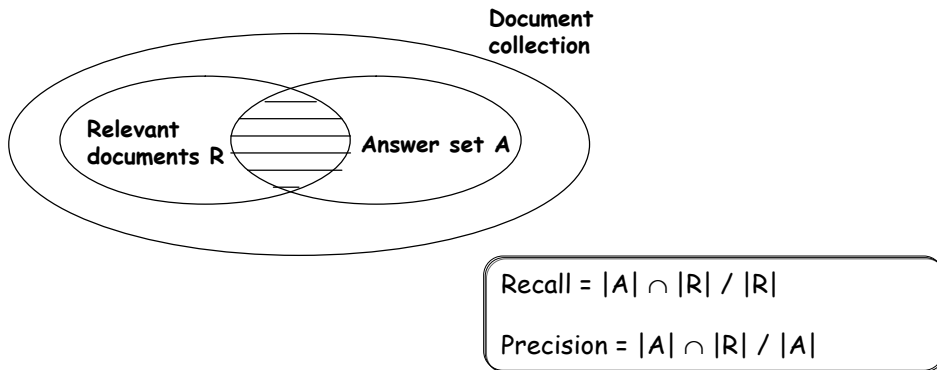 Document
collection
Relevant
documents R
Answer set A
Recall = |A| ∩ |R| / |R|
Precision = |A| ∩ |R| / |A|